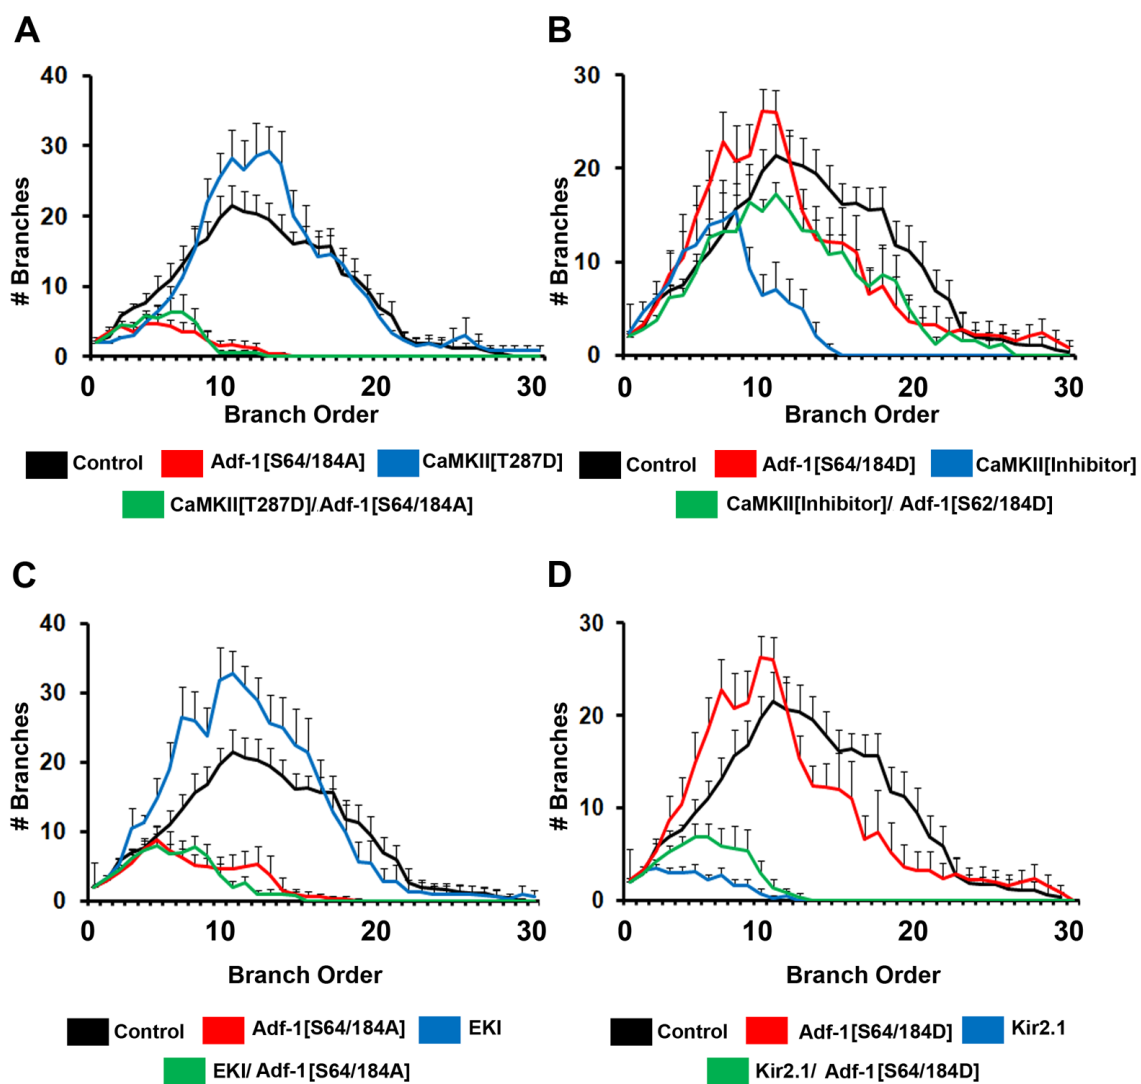 A
B
40
30
20
10
0
# Branches
0 10 20 30
Branch Order
30
20
10
0
# Branches
0 10 20 30
Branch Order
Control Adf-1[S64/184A] CaMKII[T287D]
CaMKII[T287D]/Adf-1[S64/184A]
Control Adf-1[S64/184D] CaMKII[Inhibitor]
CaMKII[Inhibitor]/ Adf-1[S62/184D]
C
D
40
30
20
10
0
# Branches
0 10 20 30
Branch Order
30
20
10
0
# Branches
0 10 20 30
Branch Order
Control Adf-1[S64/184A] EKI
EKI/ Adf-1[S64/184A]
Control Adf-1[S64/184D] Kir2.1
Kir2.1/ Adf-1[S64/184D]